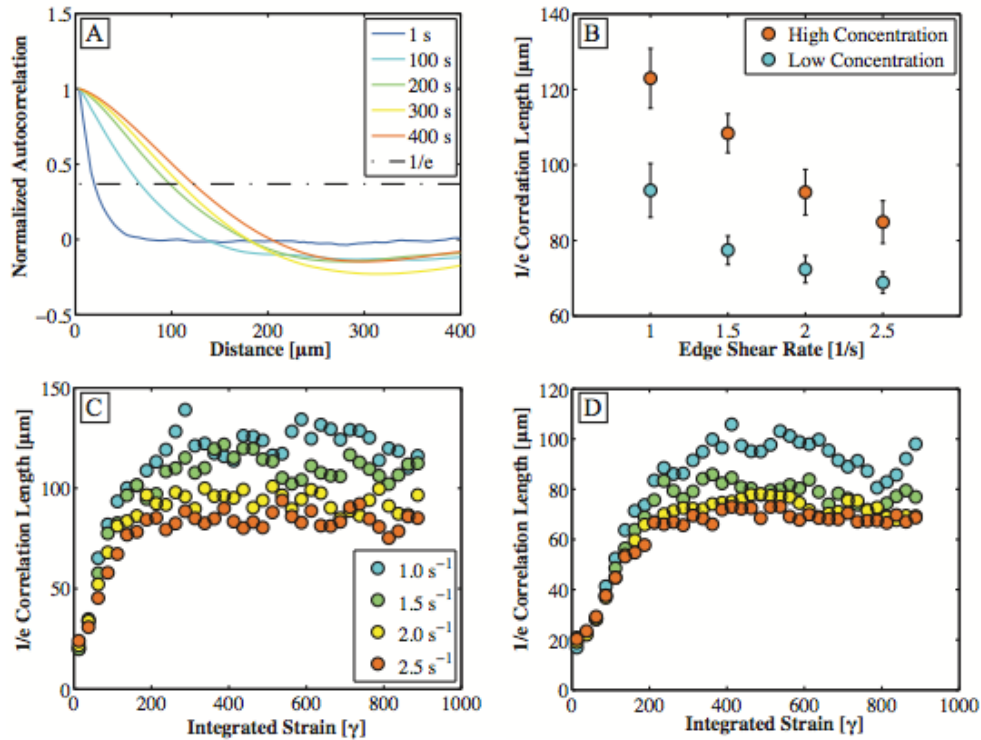 A
1.5
1
0.5
0
−0.5
Normalized Autocorrelation
0 100 200 300 400
Distance [µm]
1 s
100 s
200 s
300 s
400 s
1/e
B
140
120
100
80
60
1/e Correlation Length [µm]
1 1.5 2 2.5
Edge Shear Rate [1/s]
High Concentration
Low Concentration
C
150
100
50
0
1/e Correlation Length [µm]
0 200 400 600 800 1000
Integrated Strain [γ]
1.0 s⁻¹
1.5 s⁻¹
2.0 s⁻¹
2.5 s⁻¹
D
120
100
80
60
40
20
0
1/e Correlation Length [µm]
0 200 400 600 800 1000
Integrated Strain [γ]